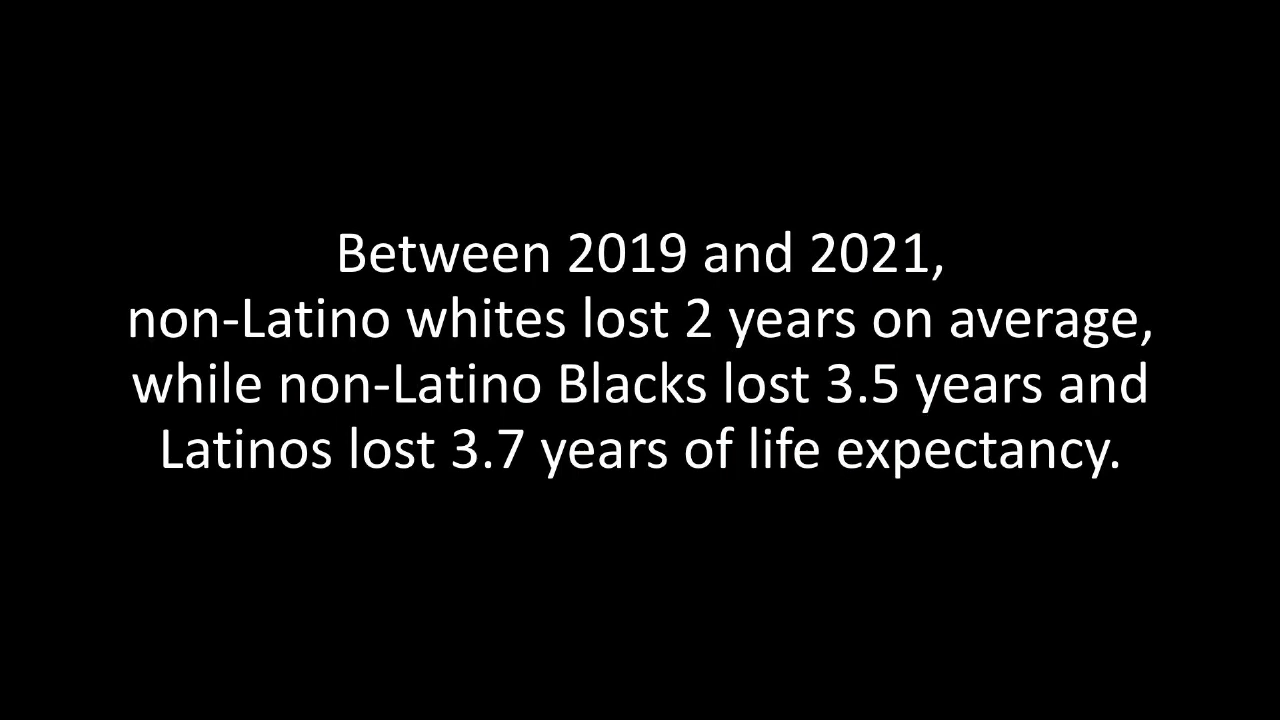 Between 2019 and 2021,
non-Latino whites lost 2 years on average,
while non-Latino Blacks lost 3.5 years and
Latinos lost 3.7 years of life expectancy.